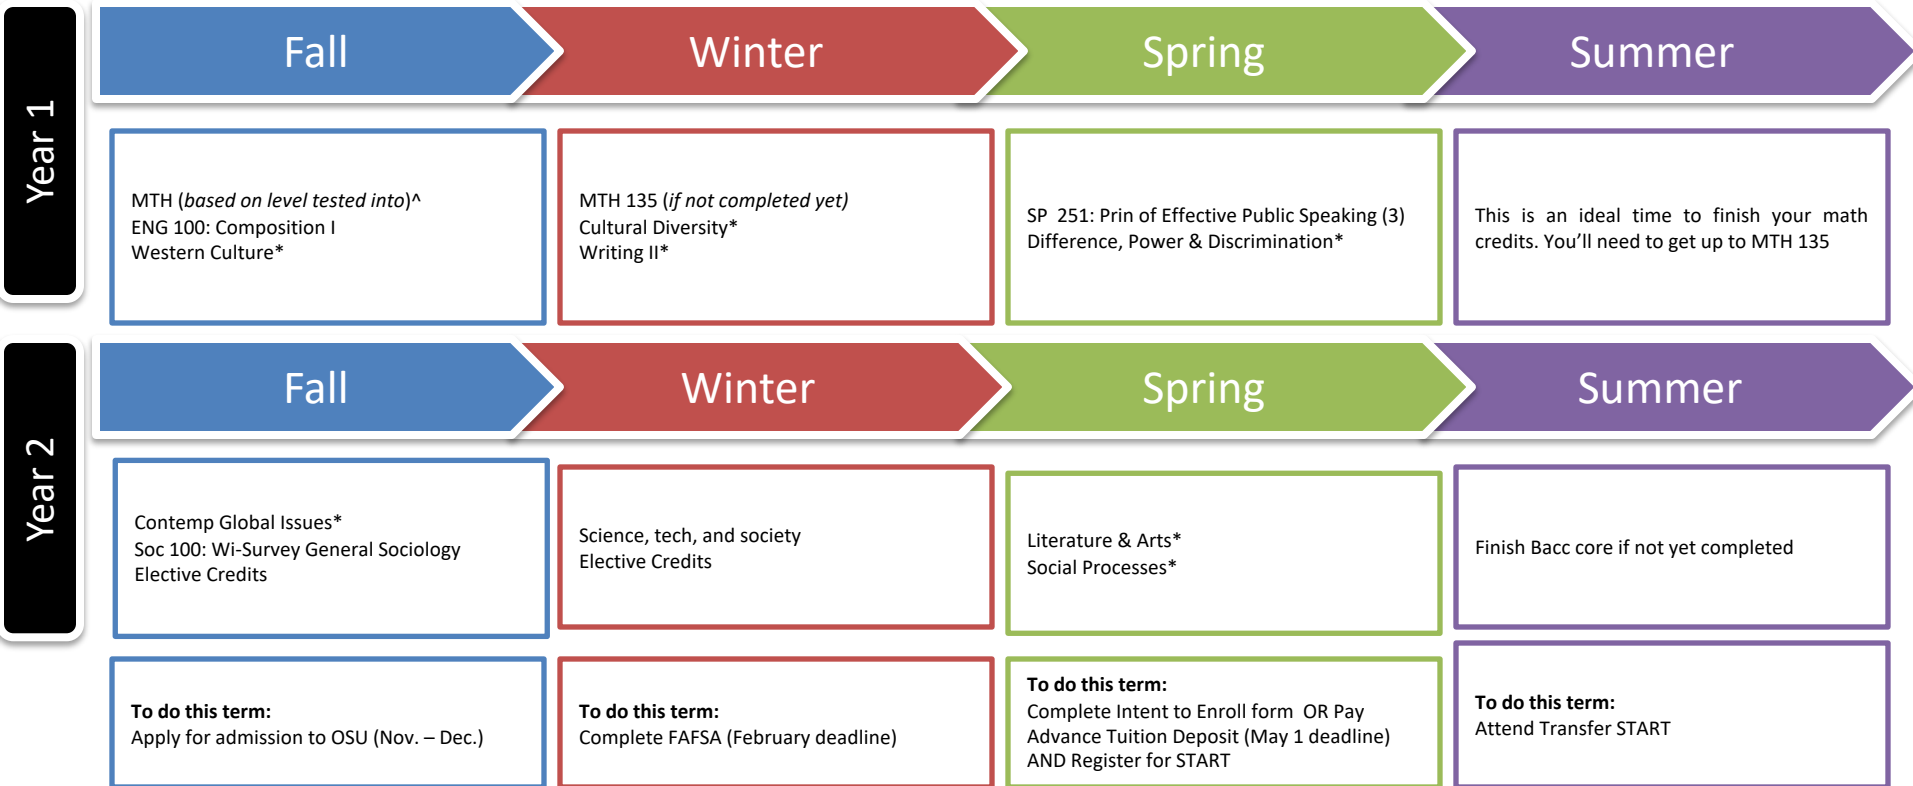 Year 1
Fall
Winter
Spring
Summer
MTH (based on level tested into)^
ENG 100: Composition I
Western Culture*
MTH 135 (if not completed yet)
Cultural Diversity*
Writing II*
SP 251: Prin of Effective Public Speaking (3)
Difference, Power & Discrimination*
This is an ideal time to finish your math
credits. You’ll need to get up to MTH 135
Year 2
Fall
Winter
Spring
Summer
Contemp Global Issues*
Soc 100: Wi-Survey General Sociology
Elective Credits
Science, tech, and society
Elective Credits
Literature & Arts*
Social Processes*
Finish Bacc core if not yet completed
To do this term:
Apply for admission to OSU (Nov. – Dec.)
To do this term:
Complete FAFSA (February deadline)
To do this term:
Complete Intent to Enroll form OR Pay
Advance Tuition Deposit (May 1 deadline)
AND Register for START
To do this term:
Attend Transfer START